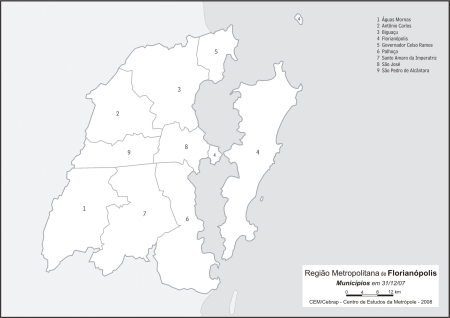 1 Águas Mornas
2 Antônio Carlos
3 Biguaçu
4 Florianópolis
5 Governador Celso Ramos
6 Palhoça
7 Santo Amaro da Imperatriz
8 São José
9 São Pedro de Alcântara
4
5
3
2
8
9
4
4
1
7
6
Região Metropolitana de Florianópolis
Municípios em 31/12/07
0 4 8 12 km
CEM/Cebrap - Centro de Estudos da Metrópole - 2008